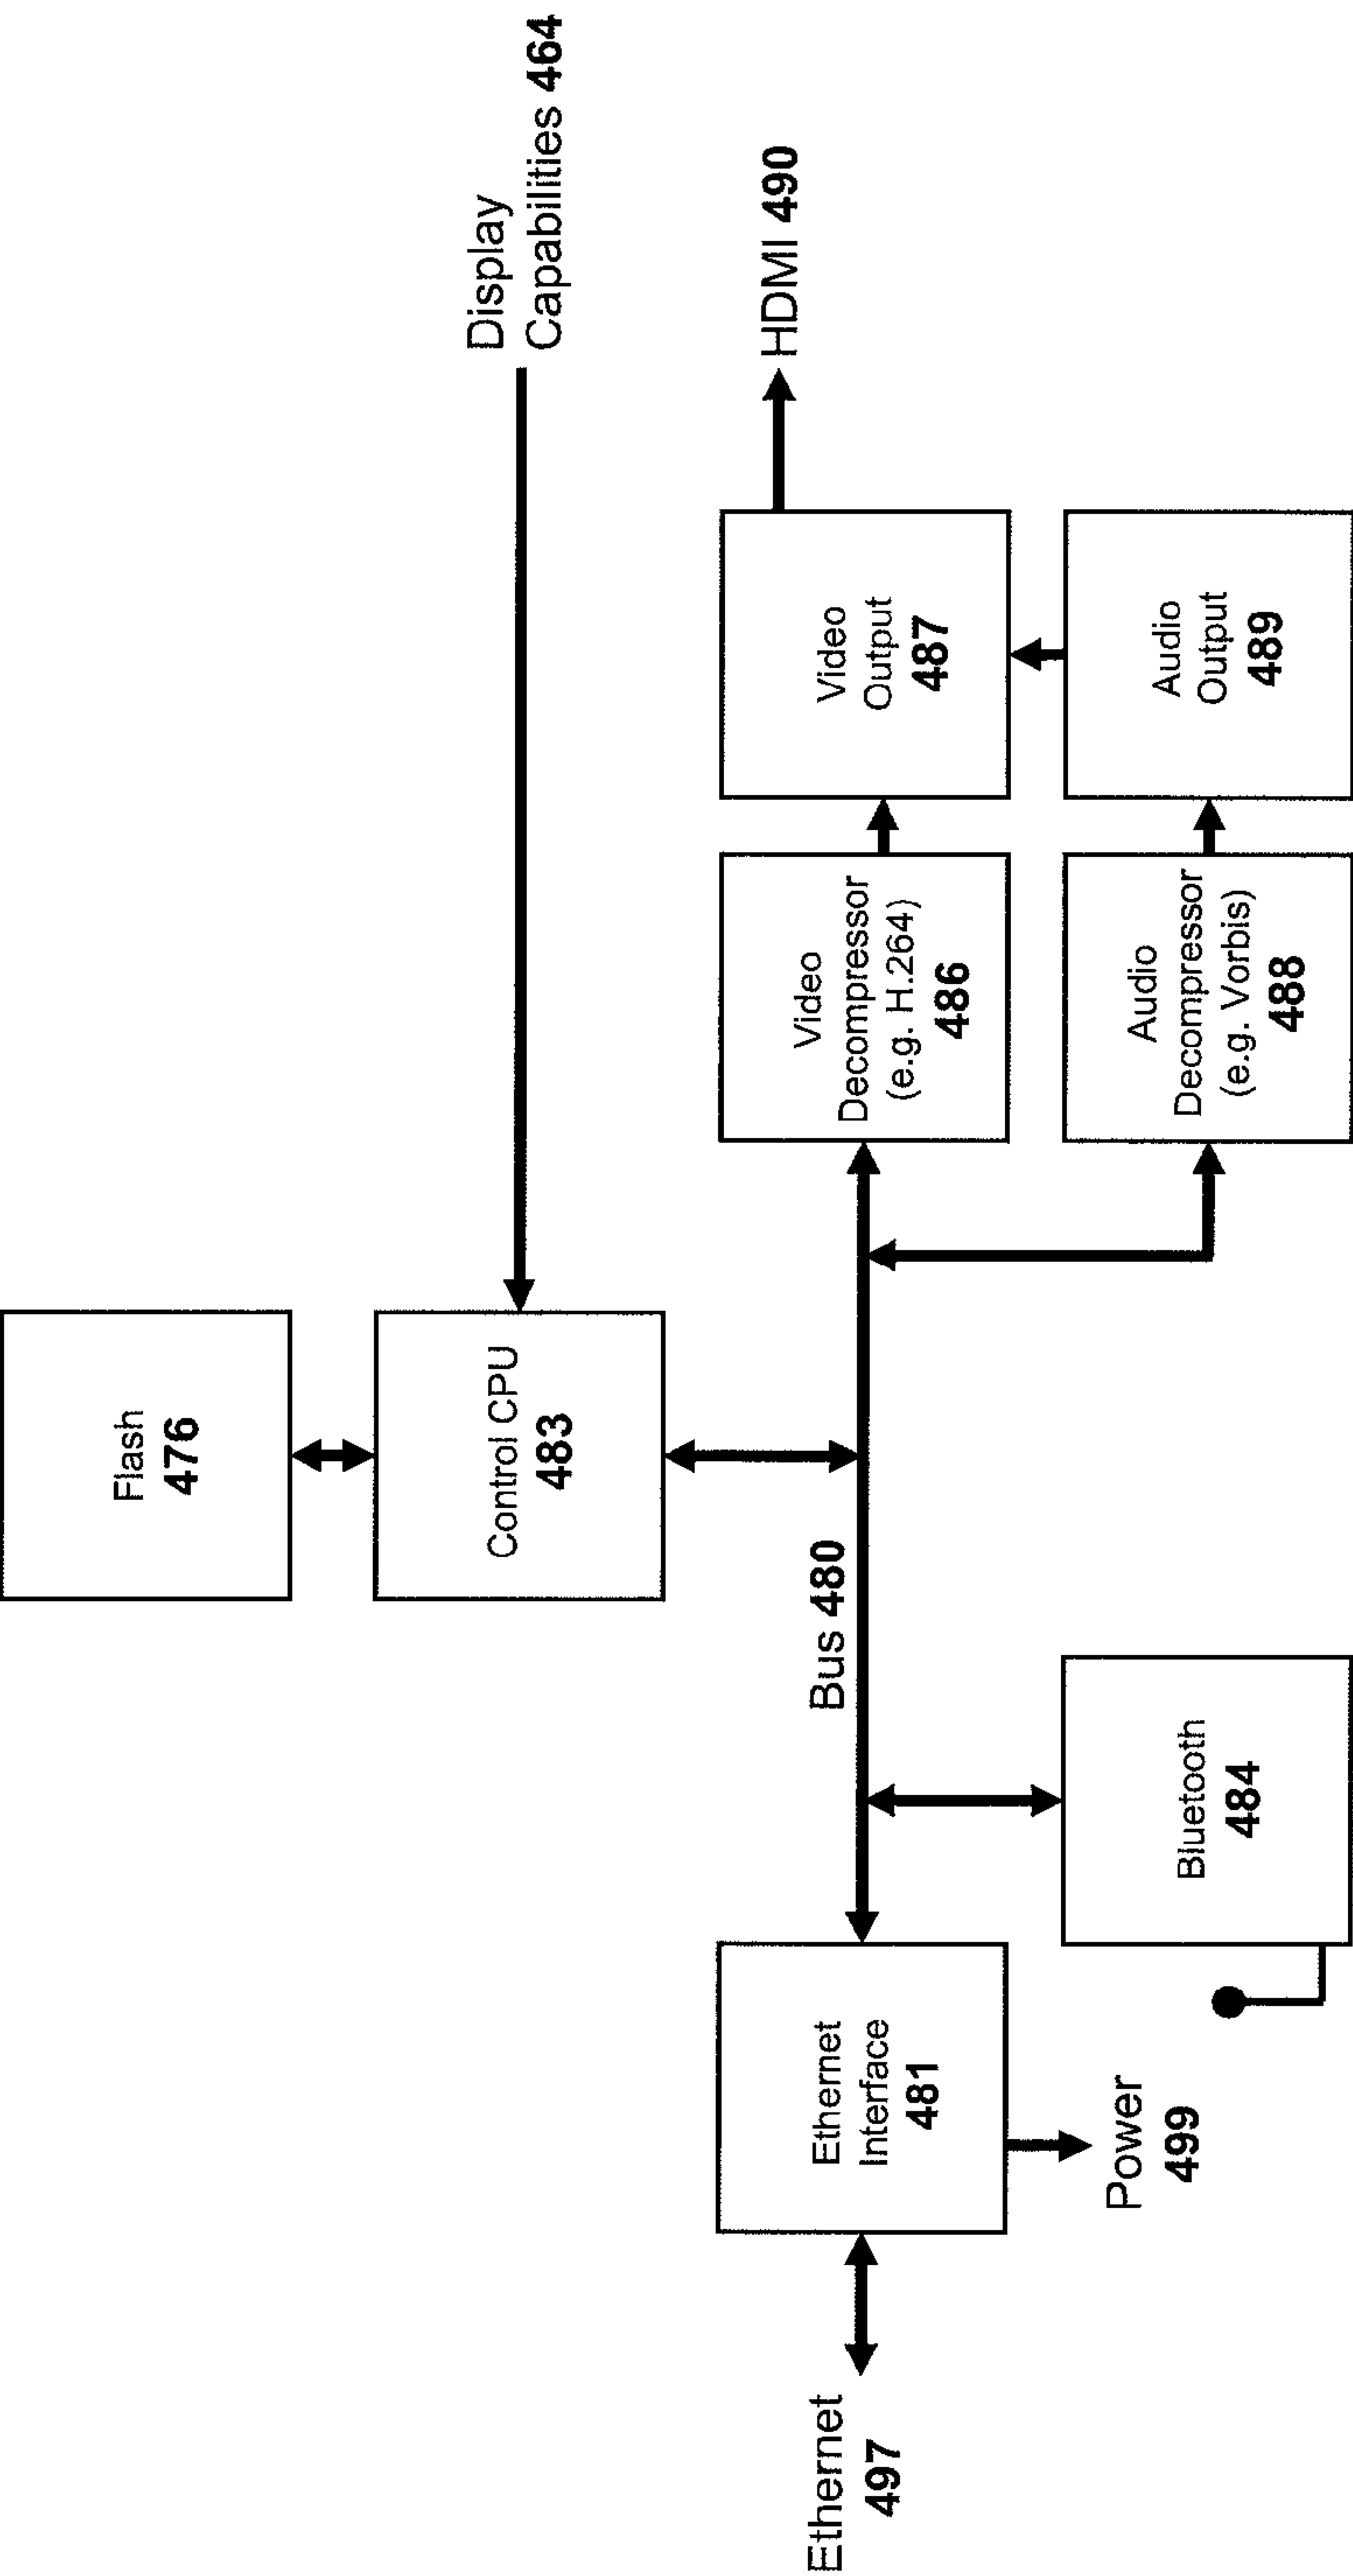 Flash
476
Control CPU
483
Display
Capabilities 464
Ethernet
497
Ethernet
Interface
481
Power
499
Bus 480
Bluetooth
484
Video
Decompressor
(e.g. H.264)
486
Video
Output
487
HDMI 490
Audio
Decompressor
(e.g. Vorbis)
488
Audio
Output
489